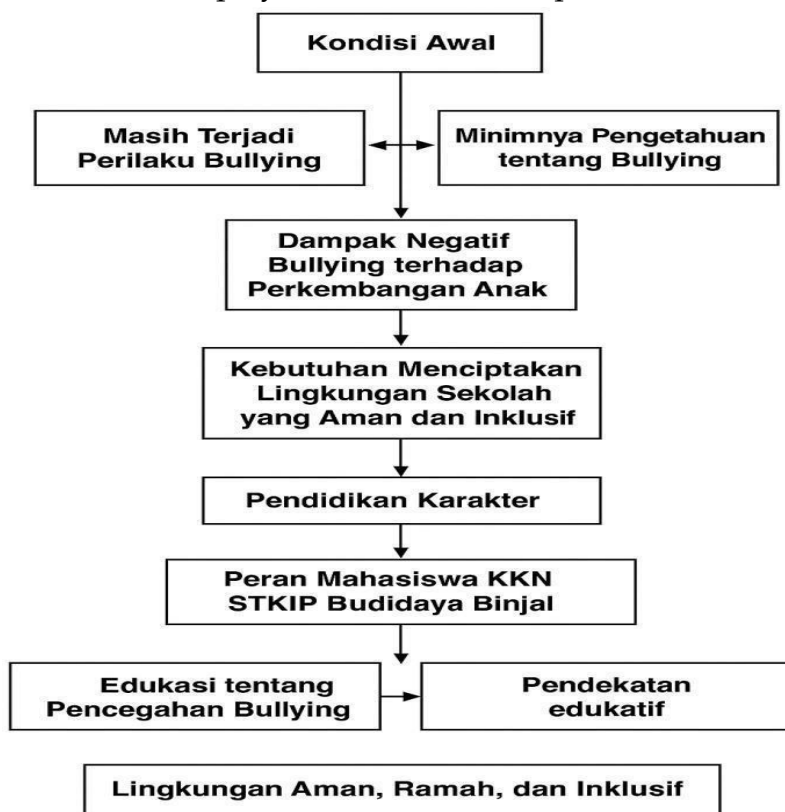 Kondisi Awal
Masih Terjadi
Perilaku Bullying
Minimnya Pengetahuan
tentang Bullying
Dampak Negatif
Bullying terhadap
Perkembangan Anak
Kebutuhan Menciptakan
Lingkungan Sekolah
yang Aman dan Inklusif
Pendidikan Karakter
Peran Mahasiswa KKN
STKIP Budidaya Binjal
Edukasi tentang
Pencegahan Bullying
Pendekatan
edukatif
Lingkungan Aman, Ramah, dan Inklusif